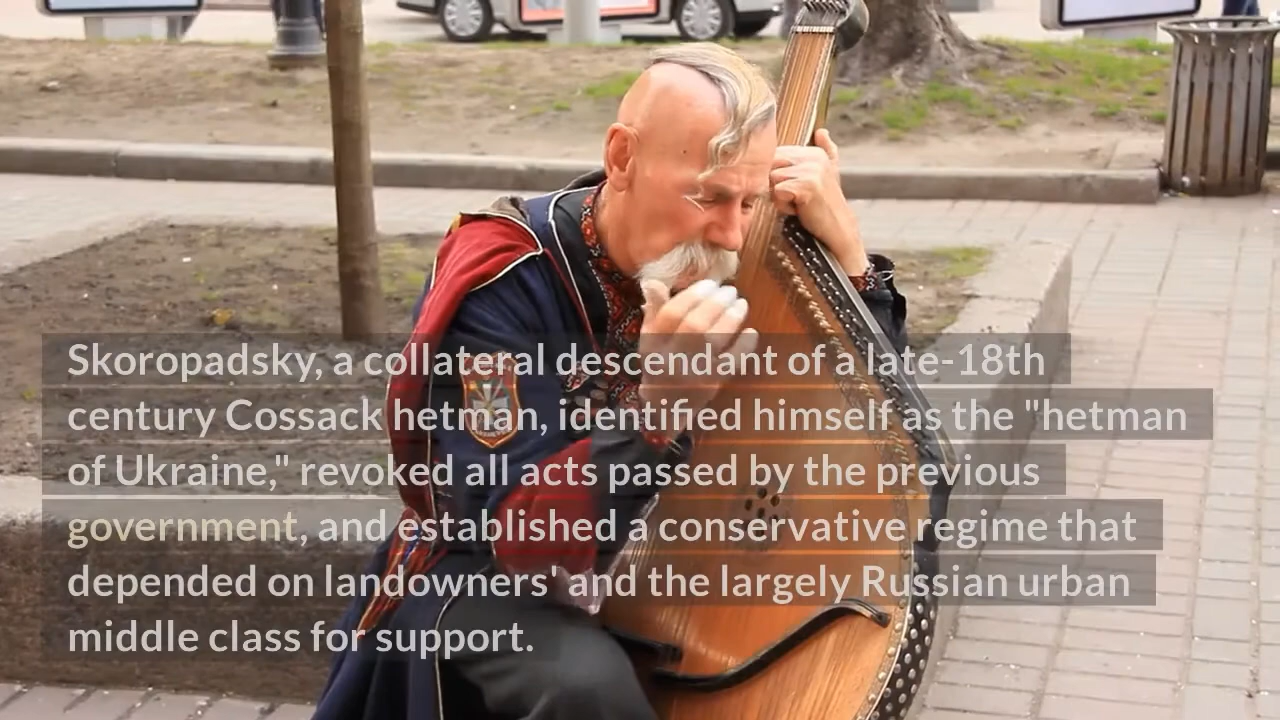 Skoropadsky, a collateral descendant of a late-18th
century Cossack hetman, identified himself as the "hetman
of Ukraine," revoked all acts passed by the previous
government, and established a conservative regime that
depended on landowners' and the largely Russian urban
middle class for support.